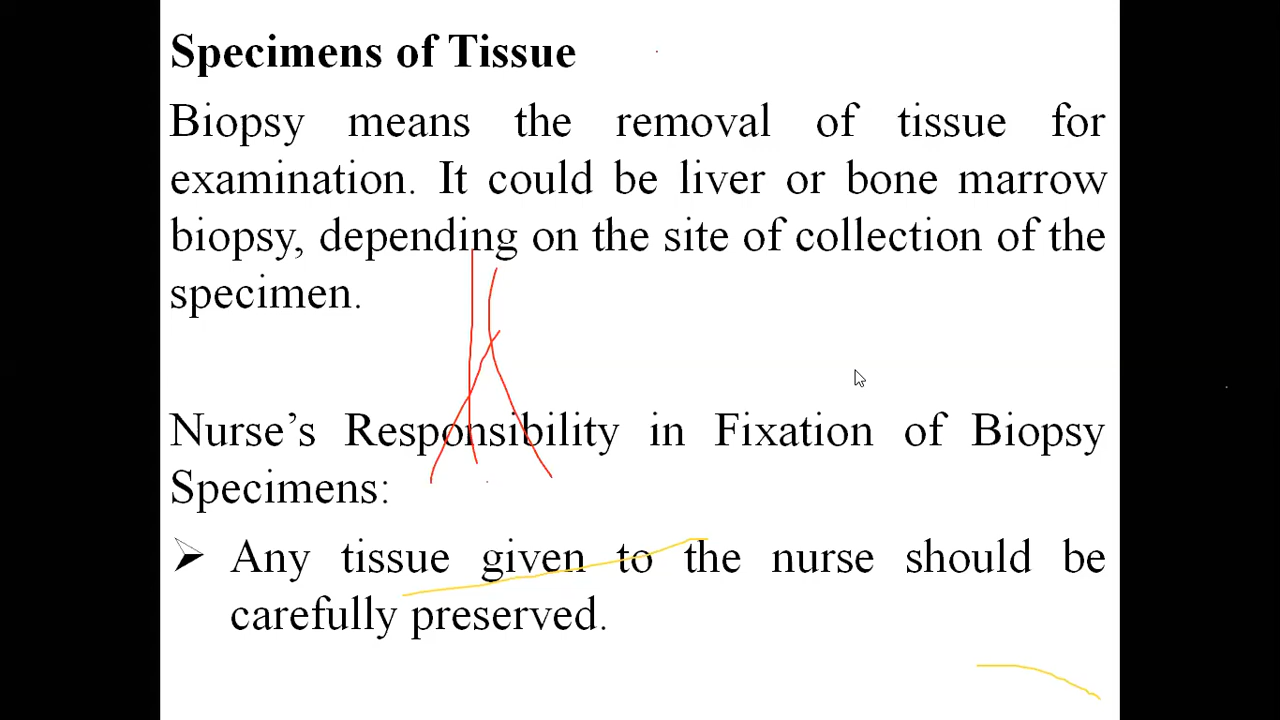 Specimens of Tissue
Biopsy means the removal of tissue for
examination. It could be liver or bone marrow
biopsy, depending on the site of collection of the
specimen.
Nurse’s Responsibility in Fixation of Biopsy
Specimens:
➢ Any tissue given to the nurse should be
carefully preserved.